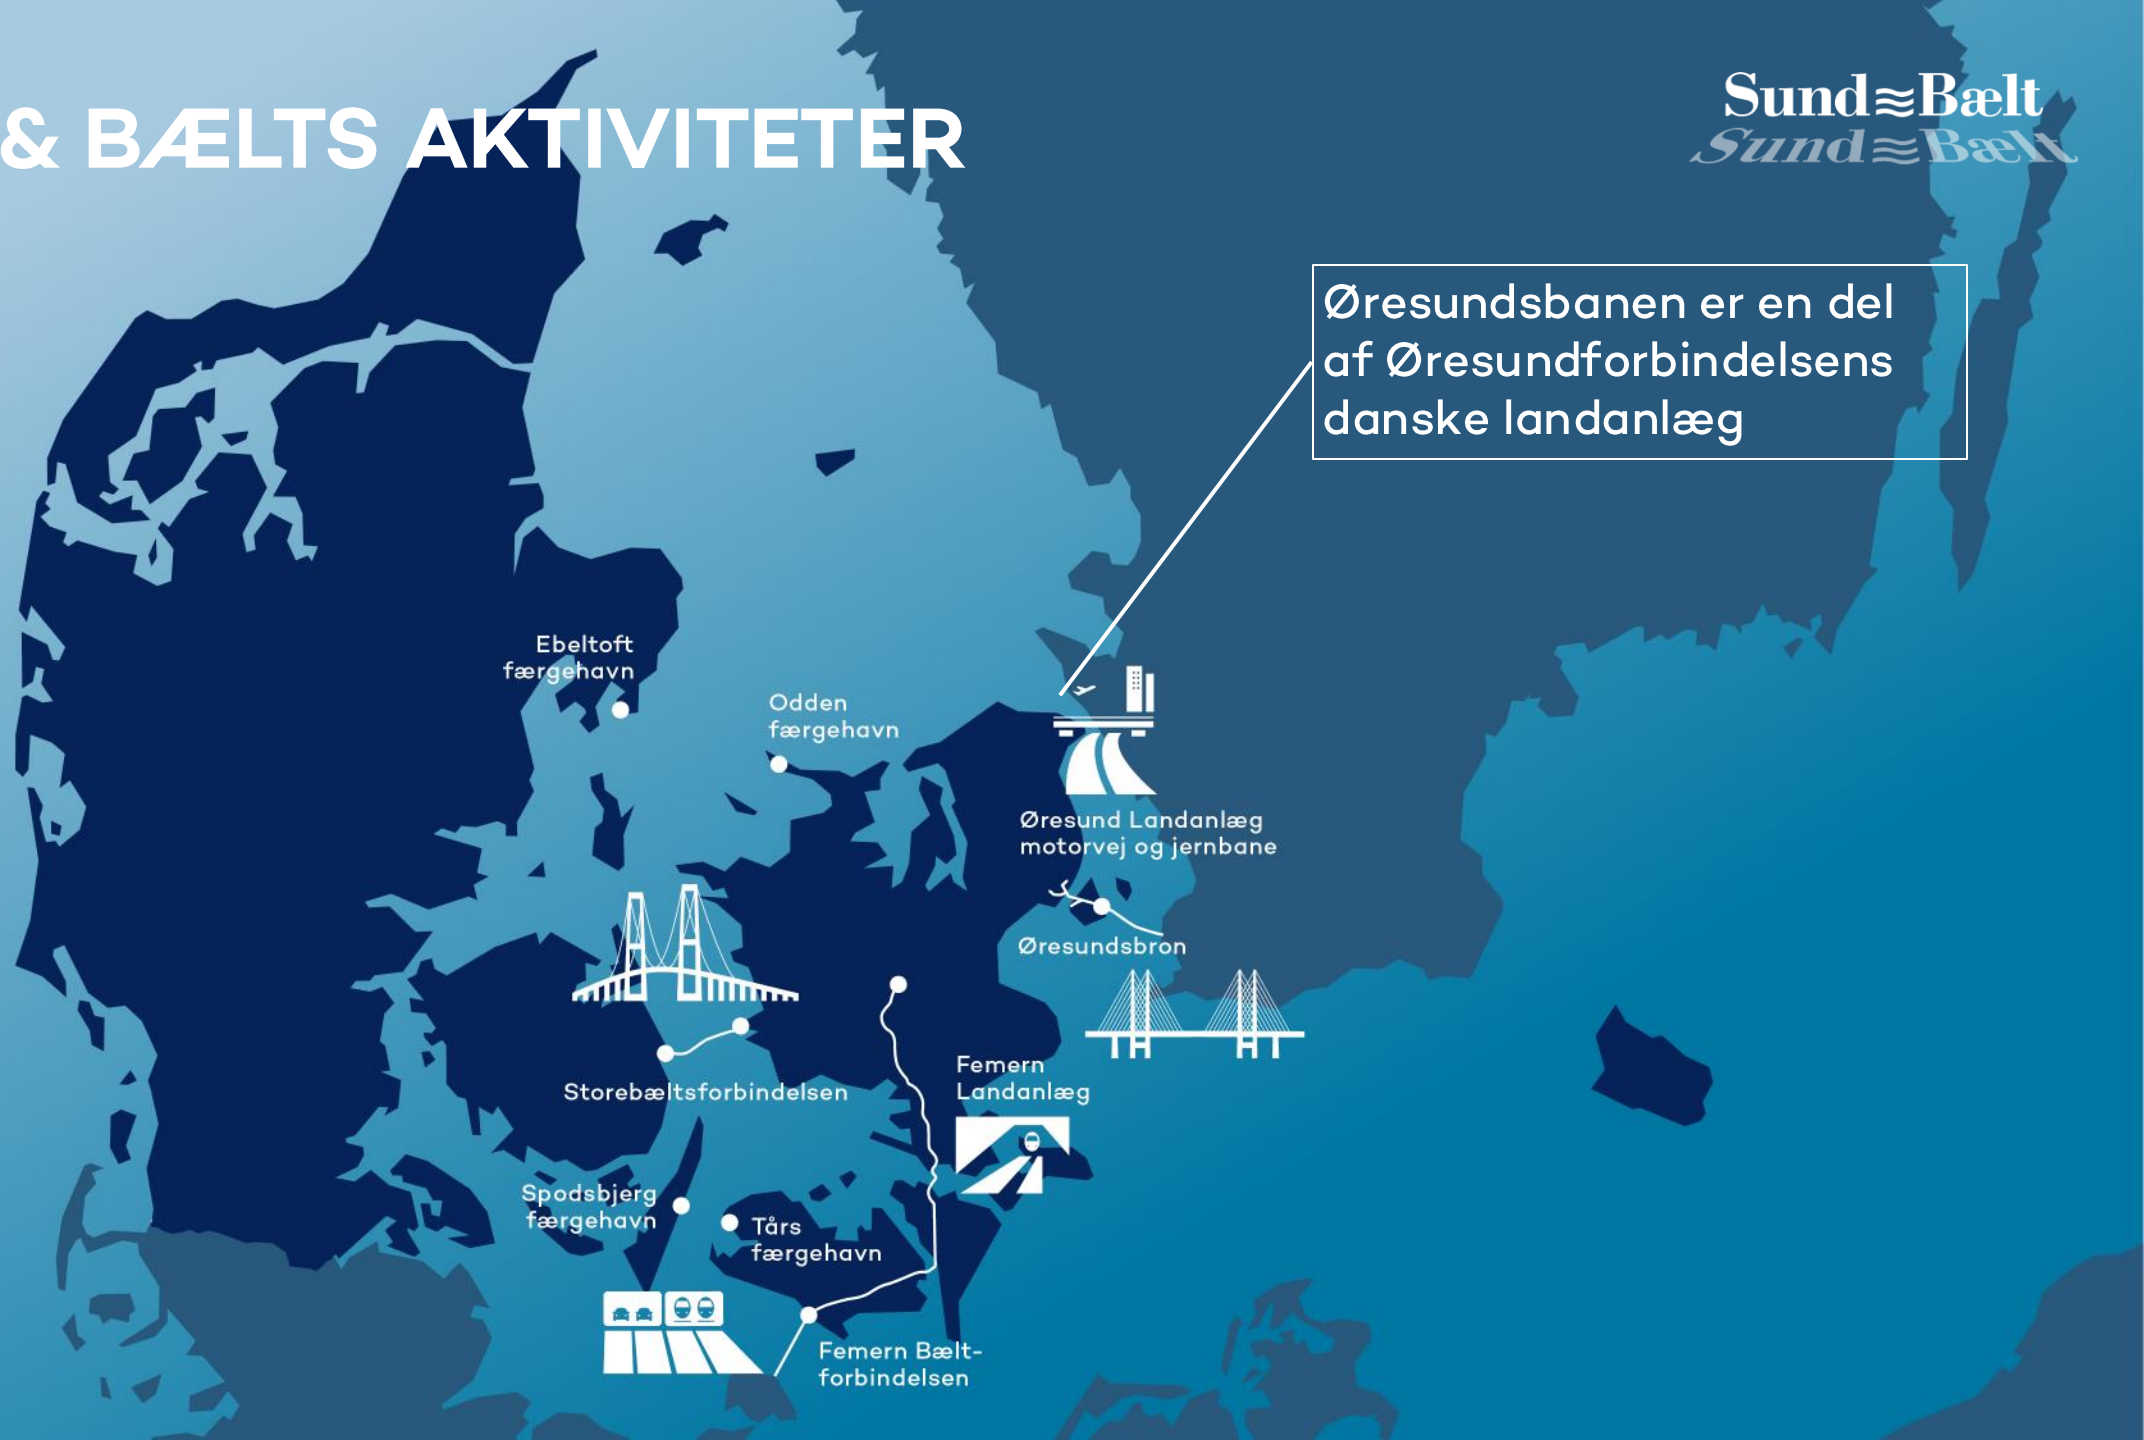 & BÆLTS AKTIVITETER
Sund≋Bælt
Sund≋Bælt
Øresundsbanen er en del
af Øresundforbindelsens
danske landanlæg
Ebeltoft
færgehavn
Odden
færgehavn
Øresund Landanlæg
motorvej og jernbane
Øresundsbron
Storebæltsforbindelsen
Femern
Landanlæg
Spodsbjerg
færgehavn
Tårs
færgehavn
Femern Bælt-
forbindelsen